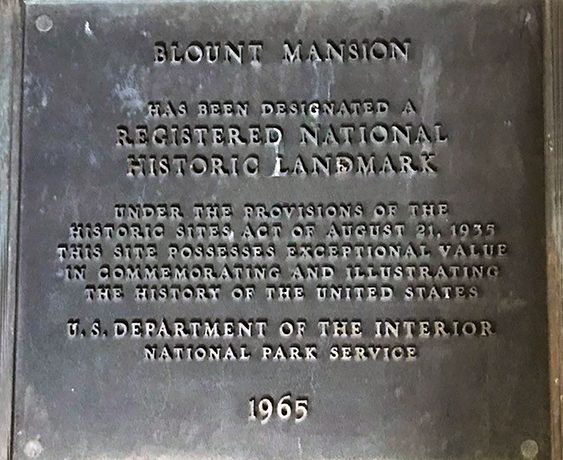 BLOUNT MANSION
HAS BEEN DESIGNATED A
REGISTERED NATIONAL
HISTORIC LANDMARK
UNDER THE PROVISIONS OF THE
HISTORIC SITES ACT OF AUGUST 21, 1935
THIS SITE POSSESSES EXCEPTIONAL VALUE
IN COMMEMORATING AND ILLUSTRATING
THE HISTORY OF THE UNITED STATES
U.S. DEPARTMENT OF THE INTERIOR
NATIONAL PARK SERVICE
1965